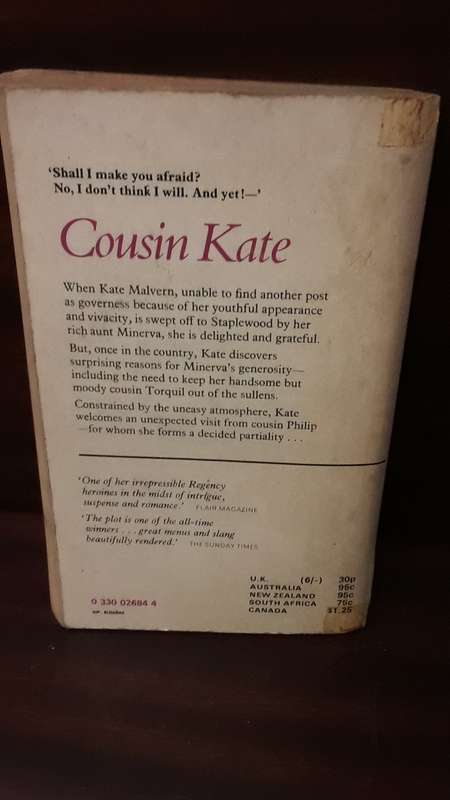 'Shall I make you afraid?
No, I don't think I will. And yet!—'
Cousin Kate
When Kate Malvern, unable to find another post
as governess because of her youthful appearance
and vivacity, is swept off to Staplewood by her
rich aunt Minerva, she is delighted and grateful.
But, once in the country, Kate discovers
surprising reasons for Minerva's generosity—
including the need to keep her handsome but
moody cousin Torquil out of the sullens.
Constrained by the uneasy atmosphere, Kate
welcomes an unexpected visit from cousin Philip
—for whom she forms a decided partiality . . .
'One of her irrepressible Regency
heroines in the midst of intrigue,
suspense and romance.' FLAIR MAGAZINE
'The plot is one of the all-time
winners . . . great menus and slang
beautifully rendered.' THE SUNDAY TIMES
U.K. (6/-) 30p
AUSTRALIA 95c
NEW ZEALAND 95c
SOUTH AFRICA 75c
CANADA $1.25
0 330 02684 4